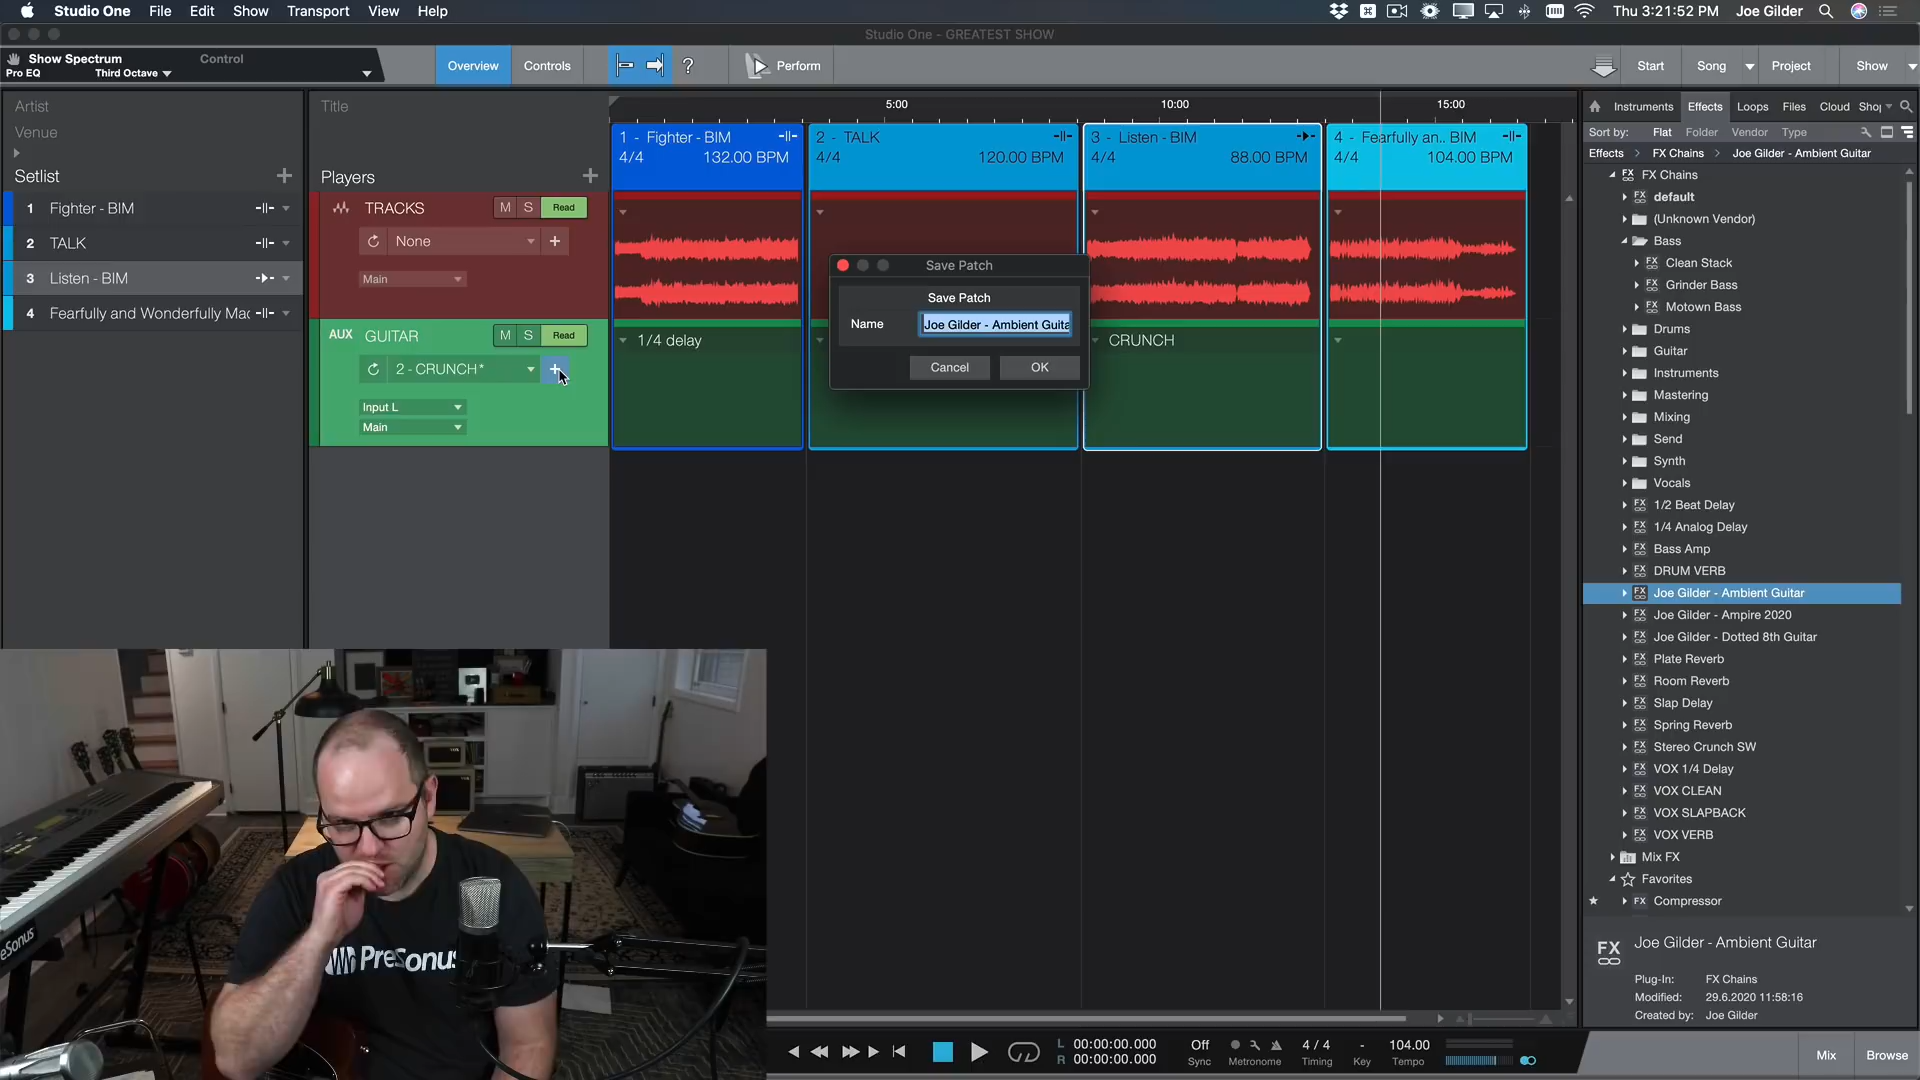 Studio One File Edit Show Transport View Help
Thu 3:21:52 PM Joe Gilder
Studio One - GREATEST SHOW
Show Spectrum
Control
Pro EQ Third Octave
Overview Controls ? Perform
Start Song Project Show
Artist
Venue
Setlist
1 Fighter - BIM
2 TALK
3 Listen - BIM
4 Fearfully and Wonderfully Mac
Title
Players
TRACKS M S Read
None
Main
AUX GUITAR M S Read
2 - CRUNCH*
Input L
Main
5:00 10:00 15:00
1 - Fighter - BIM
4/4 132.00 BPM
2 - TALK
4/4 120.00 BPM
3 - Listen - BIM
4/4 88.00 BPM
4 - Fearfully an.. BIM
4/4 104.00 BPM
1/4 delay
CRUNCH
Save Patch
Save Patch
Name Joe Gilder - Ambient Guita
Cancel OK
Instruments Effects Loops Files Cloud Shop
Sort by: Flat Folder Vendor Type
Effects > FX Chains > Joe Gilder - Ambient Guitar
FX Chains
default
(Unknown Vendor)
Bass
Clean Stack
Grinder Bass
Motown Bass
Drums
Guitar
Instruments
Mastering
Mixing
Send
Synth
Vocals
1/2 Beat Delay
1/4 Analog Delay
Bass Amp
DRUM VERB
Joe Gilder - Ambient Guitar
Joe Gilder - Ampire 2020
Joe Gilder - Dotted 8th Guitar
Plate Reverb
Room Reverb
Slap Delay
Spring Reverb
Stereo Crunch SW
VOX 1/4 Delay
VOX CLEAN
VOX SLAPBACK
VOX VERB
Mix FX
Favorites
FX Compressor
FX Joe Gilder - Ambient Guitar
Plug-In: FX Chains
Modified: 29.6.2020 11:58:16
Created by: Joe Gilder
PreSonus
PreSonus
L 00:00:00.000
R 00:00:00.000
Off 4 / 4 - 104.00
Sync Metronome Timing Key Tempo
Mix Browse